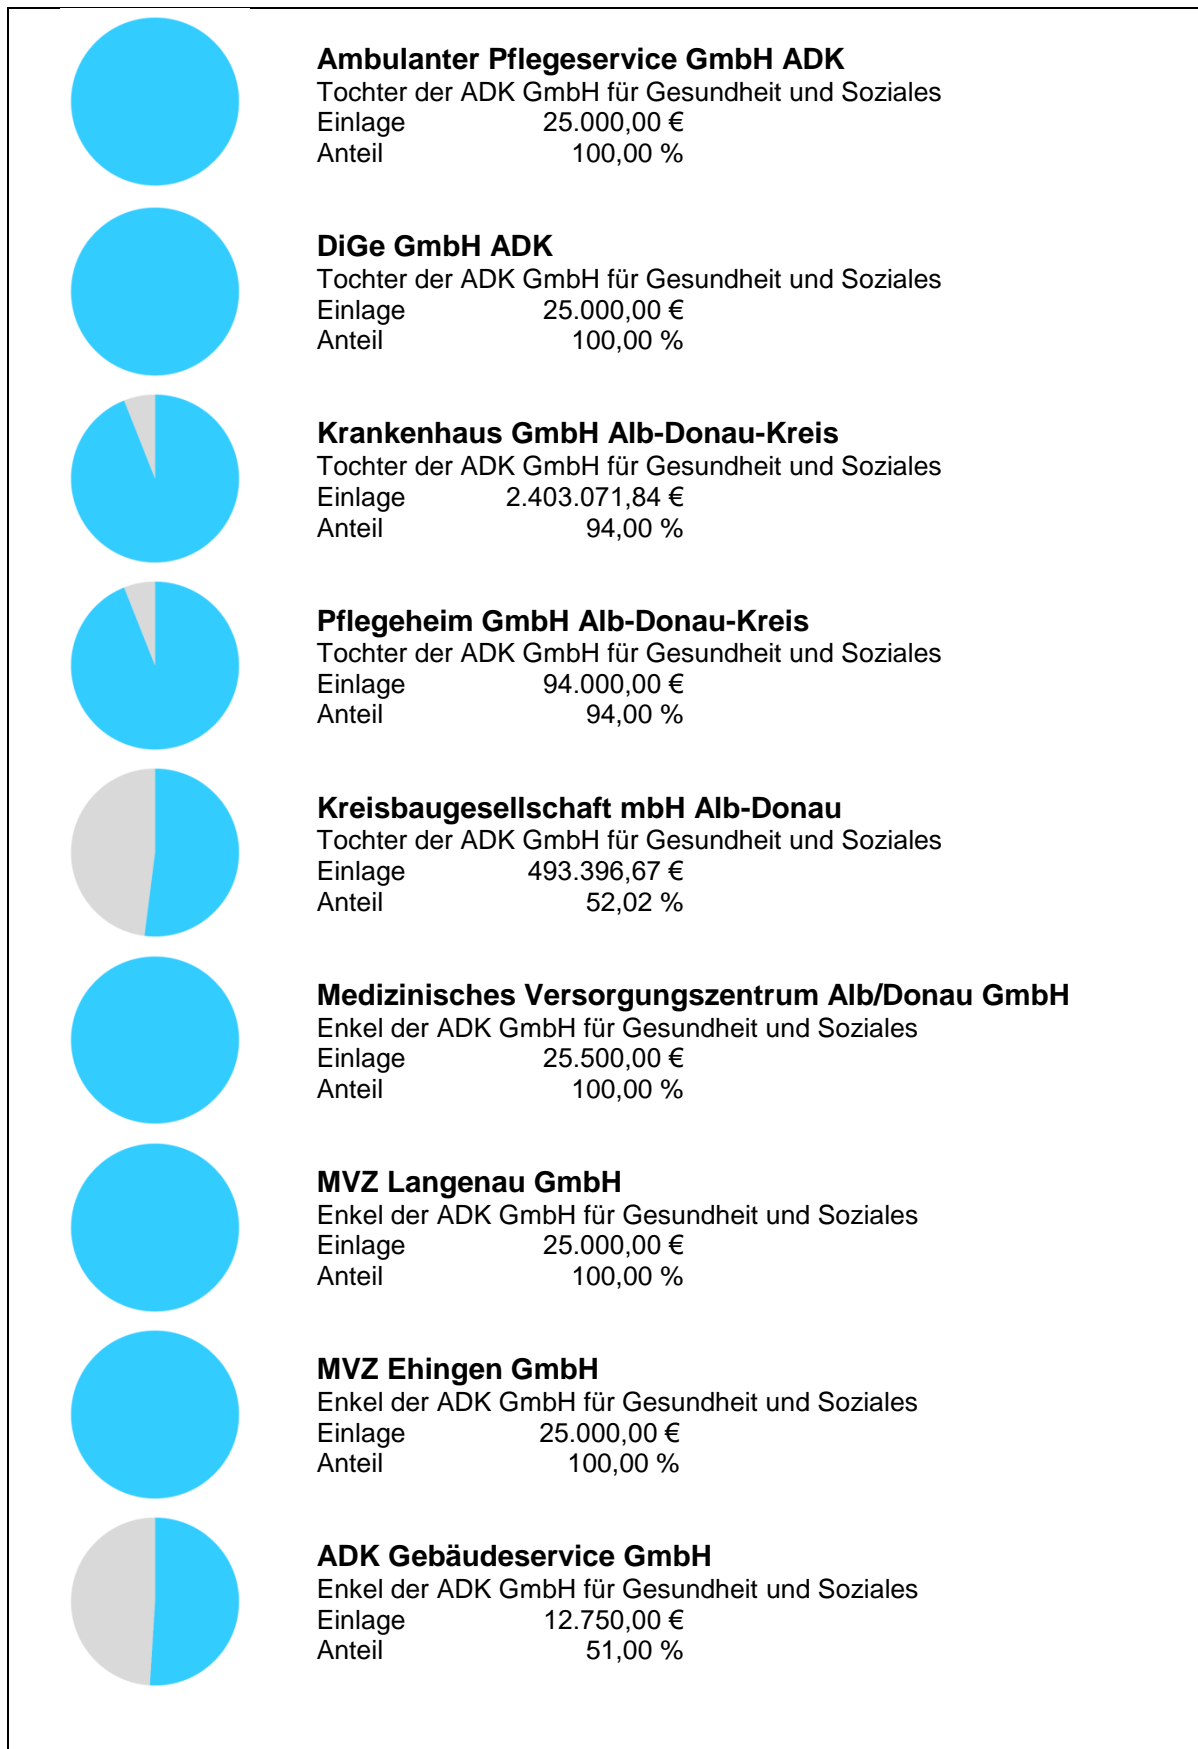 Ambulanter Pflegeservice GmbH ADK
Tochter der ADK GmbH für Gesundheit und Soziales
Einlage 25.000,00 €
Anteil 100,00 %
DiGe GmbH ADK
Tochter der ADK GmbH für Gesundheit und Soziales
Einlage 25.000,00 €
Anteil 100,00 %
Krankenhaus GmbH Alb-Donau-Kreis
Tochter der ADK GmbH für Gesundheit und Soziales
Einlage 2.403.071,84 €
Anteil 94,00 %
Pflegeheim GmbH Alb-Donau-Kreis
Tochter der ADK GmbH für Gesundheit und Soziales
Einlage 94.000,00 €
Anteil 94,00 %
Kreisbaugesellschaft mbH Alb-Donau
Tochter der ADK GmbH für Gesundheit und Soziales
Einlage 493.396,67 €
Anteil 52,02 %
Medizinisches Versorgungszentrum Alb/Donau GmbH
Enkel der ADK GmbH für Gesundheit und Soziales
Einlage 25.500,00 €
Anteil 100,00 %
MVZ Langenau GmbH
Enkel der ADK GmbH für Gesundheit und Soziales
Einlage 25.000,00 €
Anteil 100,00 %
MVZ Ehingen GmbH
Enkel der ADK GmbH für Gesundheit und Soziales
Einlage 25.000,00 €
Anteil 100,00 %
ADK Gebäudeservice GmbH
Enkel der ADK GmbH für Gesundheit und Soziales
Einlage 12.750,00 €
Anteil 51,00 %